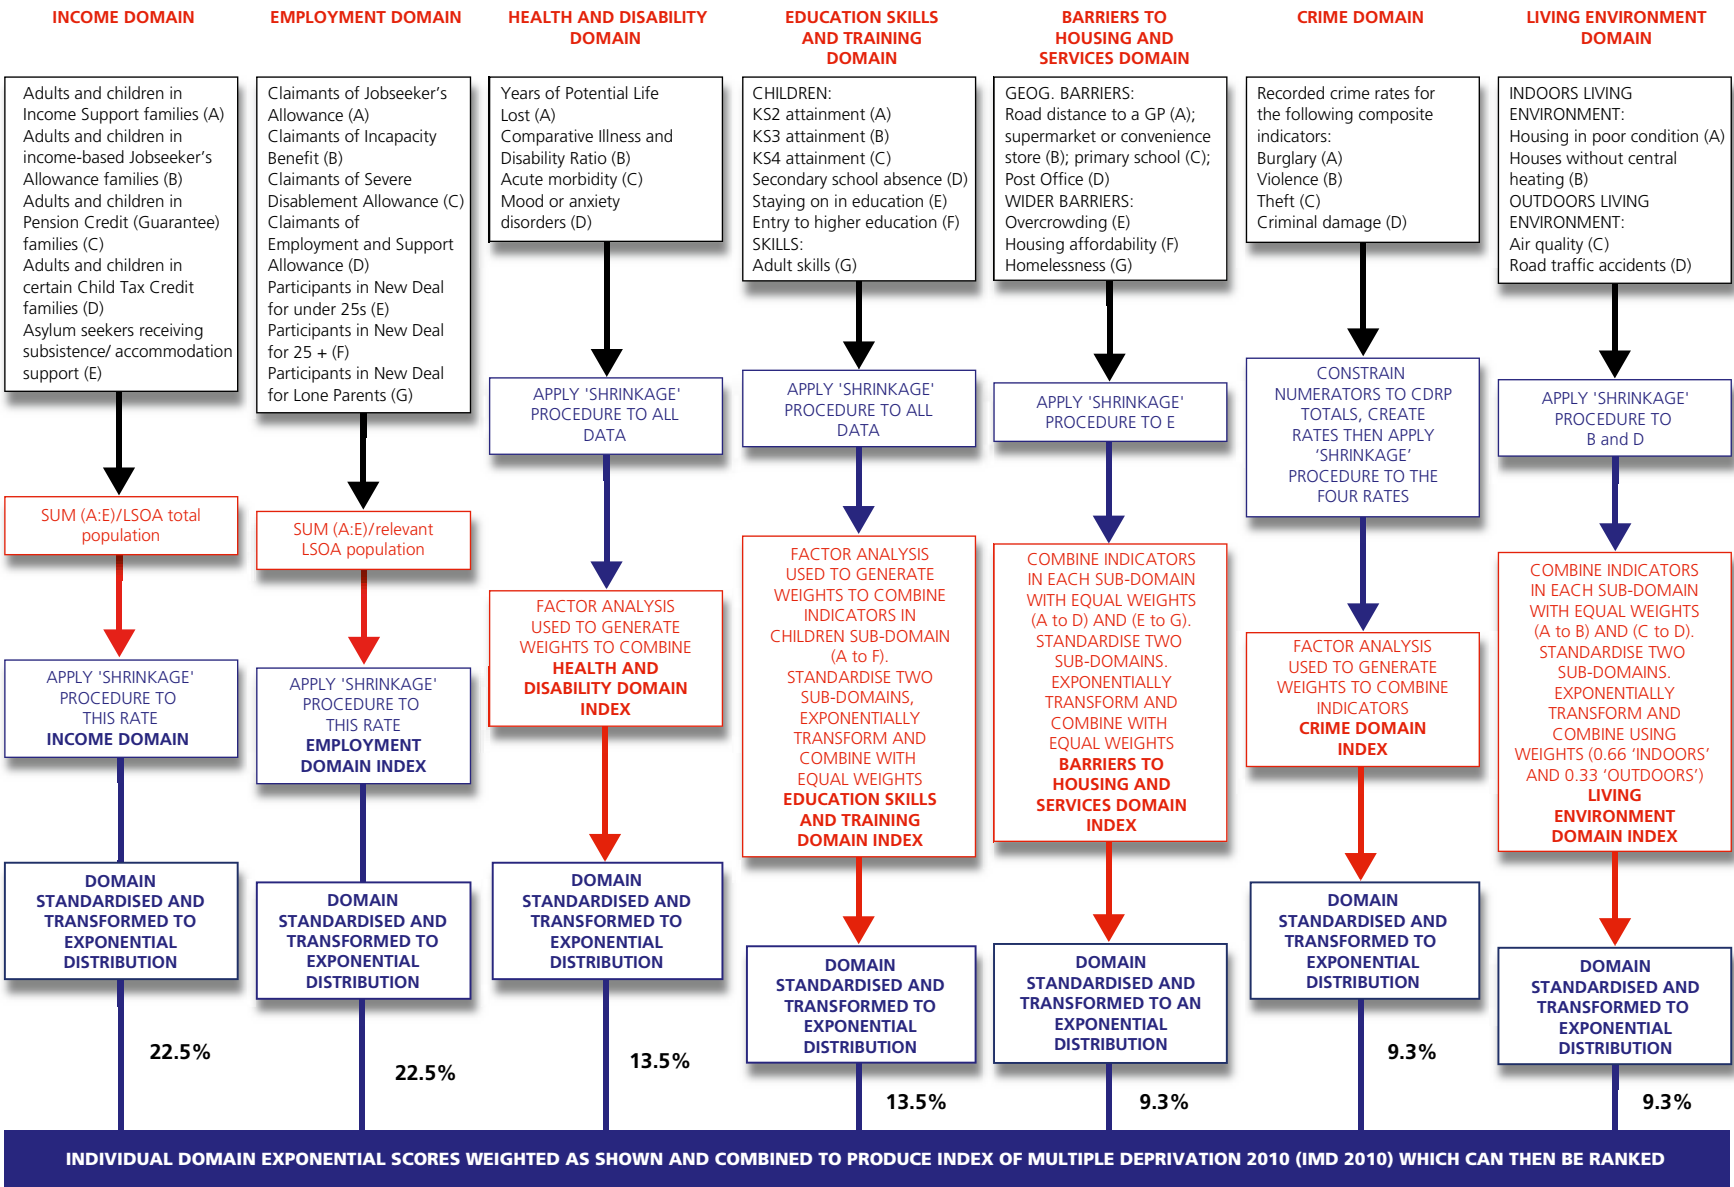 INCOME DOMAIN
Adults and children in
Income Support families (A)
Adults and children in
income-based Jobseeker's
Allowance families (B)
Adults and children in
Pension Credit (Guarantee)
families (C)
Adults and children in
certain Child Tax Credit
families (D)
Asylum seekers receiving
subsistence/ accommodation
support (E)
SUM (A:E)/LSOA total
population
APPLY 'SHRINKAGE'
PROCEDURE TO
THIS RATE
INCOME DOMAIN
DOMAIN
STANDARDISED AND
TRANSFORMED TO
EXPONENTIAL
DISTRIBUTION
22.5%
EMPLOYMENT DOMAIN
Claimants of Jobseeker's
Allowance (A)
Claimants of Incapacity
Benefit (B)
Claimants of Severe
Disablement Allowance (C)
Claimants of
Employment and Support
Allowance (D)
Participants in New Deal
for under 25s (E)
Participants in New Deal
for 25 + (F)
Participants in New Deal
for Lone Parents (G)
SUM (A:E)/relevant
LSOA population
APPLY 'SHRINKAGE'
PROCEDURE TO
THIS RATE
EMPLOYMENT
DOMAIN INDEX
DOMAIN
STANDARDISED AND
TRANSFORMED TO
EXPONENTIAL
DISTRIBUTION
22.5%
HEALTH AND DISABILITY
DOMAIN
Years of Potential Life
Lost (A)
Comparative Illness and
Disability Ratio (B)
Acute morbidity (C)
Mood or anxiety
disorders (D)
APPLY 'SHRINKAGE'
PROCEDURE TO ALL
DATA
FACTOR ANALYSIS
USED TO GENERATE
WEIGHTS TO COMBINE
HEALTH AND
DISABILITY DOMAIN
INDEX
DOMAIN
STANDARDISED AND
TRANSFORMED TO
EXPONENTIAL
DISTRIBUTION
13.5%
EDUCATION SKILLS
AND TRAINING
DOMAIN
CHILDREN:
KS2 attainment (A)
KS3 attainment (B)
KS4 attainment (C)
Secondary school absence (D)
Staying on in education (E)
Entry to higher education (F)
SKILLS:
Adult skills (G)
APPLY 'SHRINKAGE'
PROCEDURE TO ALL
DATA
FACTOR ANALYSIS
USED TO GENERATE
WEIGHTS TO COMBINE
INDICATORS IN
CHILDREN SUB-DOMAIN
(A to F).
STANDARDISE TWO
SUB-DOMAINS,
EXPONENTIALLY
TRANSFORM AND
COMBINE WITH
EQUAL WEIGHTS
EDUCATION SKILLS
AND TRAINING
DOMAIN INDEX
DOMAIN
STANDARDISED AND
TRANSFORMED TO
EXPONENTIAL
DISTRIBUTION
13.5%
BARRIERS TO
HOUSING AND
SERVICES DOMAIN
GEOG. BARRIERS:
Road distance to a GP (A);
supermarket or convenience
store (B); primary school (C);
Post Office (D)
WIDER BARRIERS:
Overcrowding (E)
Housing affordability (F)
Homelessness (G)
APPLY 'SHRINKAGE'
PROCEDURE TO E
COMBINE INDICATORS
IN EACH SUB-DOMAIN
WITH EQUAL WEIGHTS
(A to D) AND (E to G).
STANDARDISE TWO
SUB-DOMAINS.
EXPONENTIALLY
TRANSFORM AND
COMBINE WITH
EQUAL WEIGHTS
BARRIERS TO
HOUSING AND
SERVICES DOMAIN
INDEX
DOMAIN
STANDARDISED AND
TRANSFORMED TO AN
EXPONENTIAL
DISTRIBUTION
9.3%
CRIME DOMAIN
Recorded crime rates for
the following composite
indicators:
Burglary (A)
Violence (B)
Theft (C)
Criminal damage (D)
CONSTRAIN
NUMERATORS TO CDRP
TOTALS, CREATE
RATES THEN APPLY
'SHRINKAGE'
PROCEDURE TO THE
FOUR RATES
FACTOR ANALYSIS
USED TO GENERATE
WEIGHTS TO COMBINE
INDICATORS
CRIME DOMAIN
INDEX
DOMAIN
STANDARDISED AND
TRANSFORMED TO
EXPONENTIAL
DISTRIBUTION
9.3%
LIVING ENVIRONMENT
DOMAIN
INDOORS LIVING
ENVIRONMENT:
Housing in poor condition (A)
Houses without central
heating (B)
OUTDOORS LIVING
ENVIRONMENT:
Air quality (C)
Road traffic accidents (D)
APPLY 'SHRINKAGE'
PROCEDURE TO
B and D
COMBINE INDICATORS
IN EACH SUB-DOMAIN
WITH EQUAL WEIGHTS
(A to B) AND (C to D).
STANDARDISE TWO
SUB-DOMAINS.
EXPONENTIALLY
TRANSFORM AND
COMBINE USING
WEIGHTS (0.66 'INDOORS'
AND 0.33 'OUTDOORS')
LIVING
ENVIRONMENT
DOMAIN INDEX
DOMAIN
STANDARDISED AND
TRANSFORMED TO
EXPONENTIAL
DISTRIBUTION
9.3%
INDIVIDUAL DOMAIN EXPONENTIAL SCORES WEIGHTED AS SHOWN AND COMBINED TO PRODUCE INDEX OF MULTIPLE DEPRIVATION 2010 (IMD 2010) WHICH CAN THEN BE RANKED